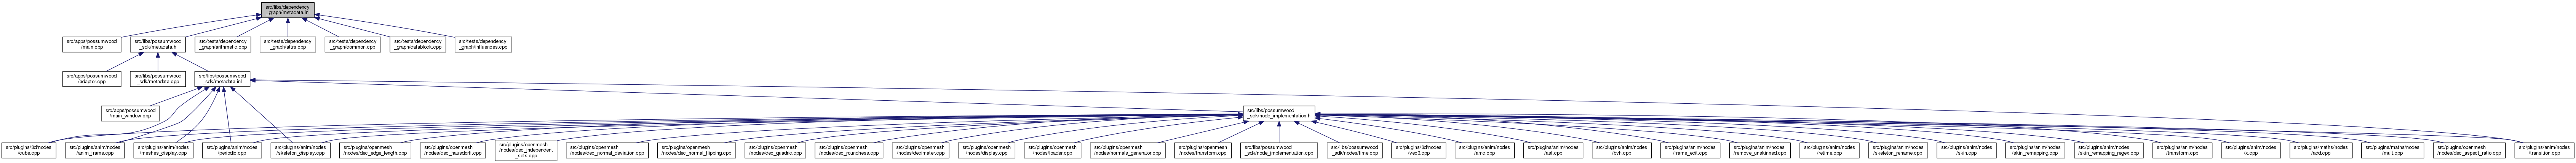 src/libs/dependency
_graph/metadata.inl
src/apps/possumwood
/main.cpp
src/libs/possumwood
_sdk/metadata.h
src/tests/dependency
_graph/arithmetic.cpp
src/tests/dependency
_graph/attrs.cpp
src/tests/dependency
_graph/common.cpp
src/tests/dependency
_graph/datablock.cpp
src/tests/dependency
_graph/influences.cpp
src/apps/possumwood
/adaptor.cpp
src/libs/possumwood
_sdk/metadata.cpp
src/libs/possumwood
_sdk/metadata.inl
src/apps/possumwood
/main_window.cpp
src/libs/possumwood
_sdk/node_implementation.h
src/plugins/3d/nodes
/cube.cpp
src/plugins/anim/nodes
/anim_frame.cpp
src/plugins/anim/nodes
/meshes_display.cpp
src/plugins/anim/nodes
/periodic.cpp
src/plugins/anim/nodes
/skeleton_display.cpp
src/plugins/openmesh
/nodes/dec_edge_length.cpp
src/plugins/openmesh
/nodes/dec_hausdorff.cpp
src/plugins/openmesh
/nodes/dec_independent
_sets.cpp
src/plugins/openmesh
/nodes/dec_normal_deviation.cpp
src/plugins/openmesh
/nodes/dec_normal_flipping.cpp
src/plugins/openmesh
/nodes/dec_quadric.cpp
src/plugins/openmesh
/nodes/dec_roundness.cpp
src/plugins/openmesh
/nodes/decimater.cpp
src/plugins/openmesh
/nodes/display.cpp
src/plugins/openmesh
/nodes/loader.cpp
src/plugins/openmesh
/nodes/normals_generator.cpp
src/plugins/openmesh
/nodes/transform.cpp
src/libs/possumwood
_sdk/node_implementation.cpp
src/libs/possumwood
_sdk/nodes/time.cpp
src/plugins/3d/nodes
/vec3.cpp
src/plugins/anim/nodes
/amc.cpp
src/plugins/anim/nodes
/asf.cpp
src/plugins/anim/nodes
/bvh.cpp
src/plugins/anim/nodes
/frame_edit.cpp
src/plugins/anim/nodes
/remove_unskinned.cpp
src/plugins/anim/nodes
/retime.cpp
src/plugins/anim/nodes
/skeleton_rename.cpp
src/plugins/anim/nodes
/skin.cpp
src/plugins/anim/nodes
/skin_remapping.cpp
src/plugins/anim/nodes
/skin_remapping_regex.cpp
src/plugins/anim/nodes
/transform.cpp
src/plugins/anim/nodes
/x.cpp
src/plugins/maths/nodes
/add.cpp
src/plugins/maths/nodes
/mult.cpp
src/plugins/openmesh
/nodes/dec_aspect_ratio.cpp
src/plugins/anim/nodes
/transition.cpp